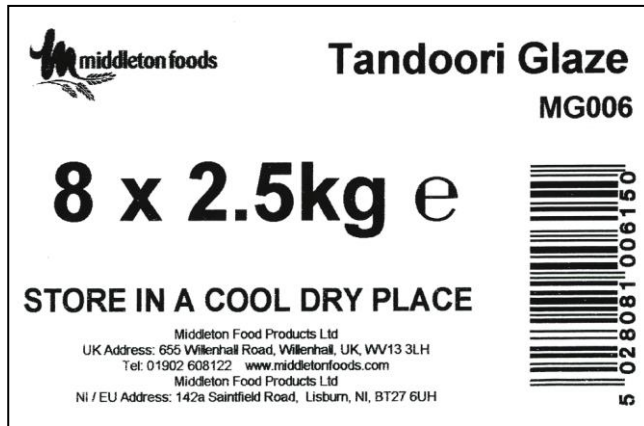 middleton foods
Tandoori Glaze
MG006
8 x 2.5kg ℮
STORE IN A COOL DRY PLACE
Middleton Food Products Ltd
UK Address: 655 Willenhall Road, Willenhall, UK, WV13 3LH
Tel: 01902 608122 www.middletonfoods.com
Middleton Food Products Ltd
NI / EU Address: 142a Saintfield Road, Lisburn, NI, BT27 6UH
5 028081 006150